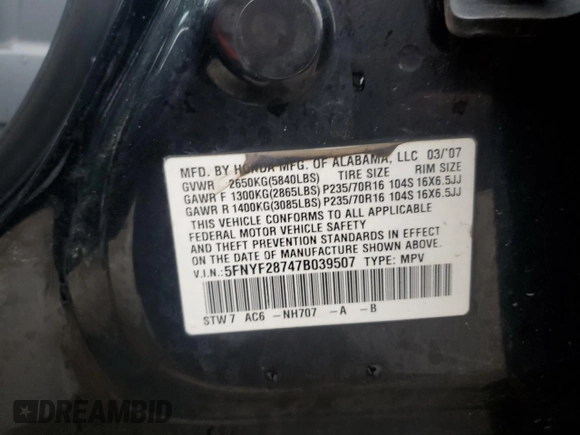 MFD. BY HONDA MFG. OF ALABAMA, LLC 03/'07
GVWR 2650KG(5840LBS) TIRE SIZE RIM SIZE
GAWR F 1300KG(2865LBS) P235/70R16 104S 16X6.5JJ
GAWR R 1400KG(3085LBS) P235/70R16 104S 16X6.5JJ
THIS VEHICLE CONFORMS TO ALL APPLICABLE
FEDERAL MOTOR VEHICLE SAFETY
AND THEFT PREVENTION STANDARDS IN EFFECT
ON THE DATE OF MANUFACTURE SHOWN ABOVE.
V.I.N.: 5FNYF28747B039507 TYPE: MPV
STW7 AC6 -NH707 -A -B
DREAMBID